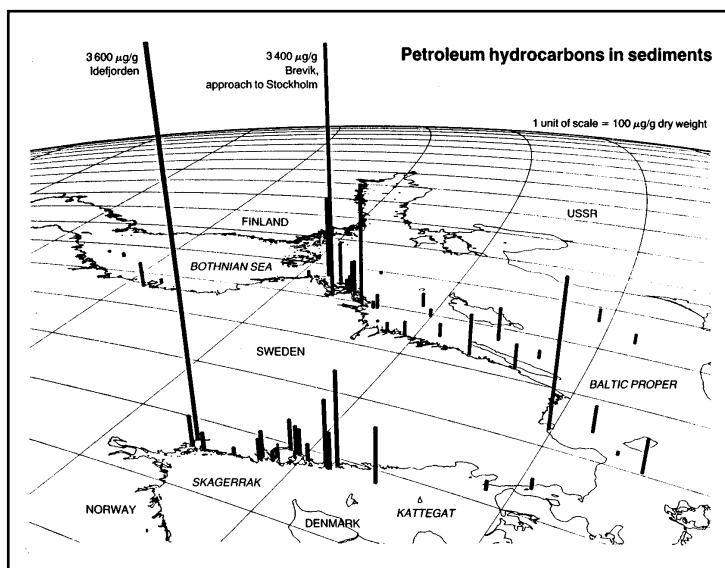 Petroleum hydrocarbons in sediments
3 600 µg/g
Idefjorden
3 400 µg/g
Brevik,
approach to Stockholm
1 unit of scale = 100 µg/g dry weight
USSR
FINLAND
BOTHNIAN SEA
SWEDEN
BALTIC PROPER
SKAGERRAK
NORWAY
DENMARK
KATTEGAT